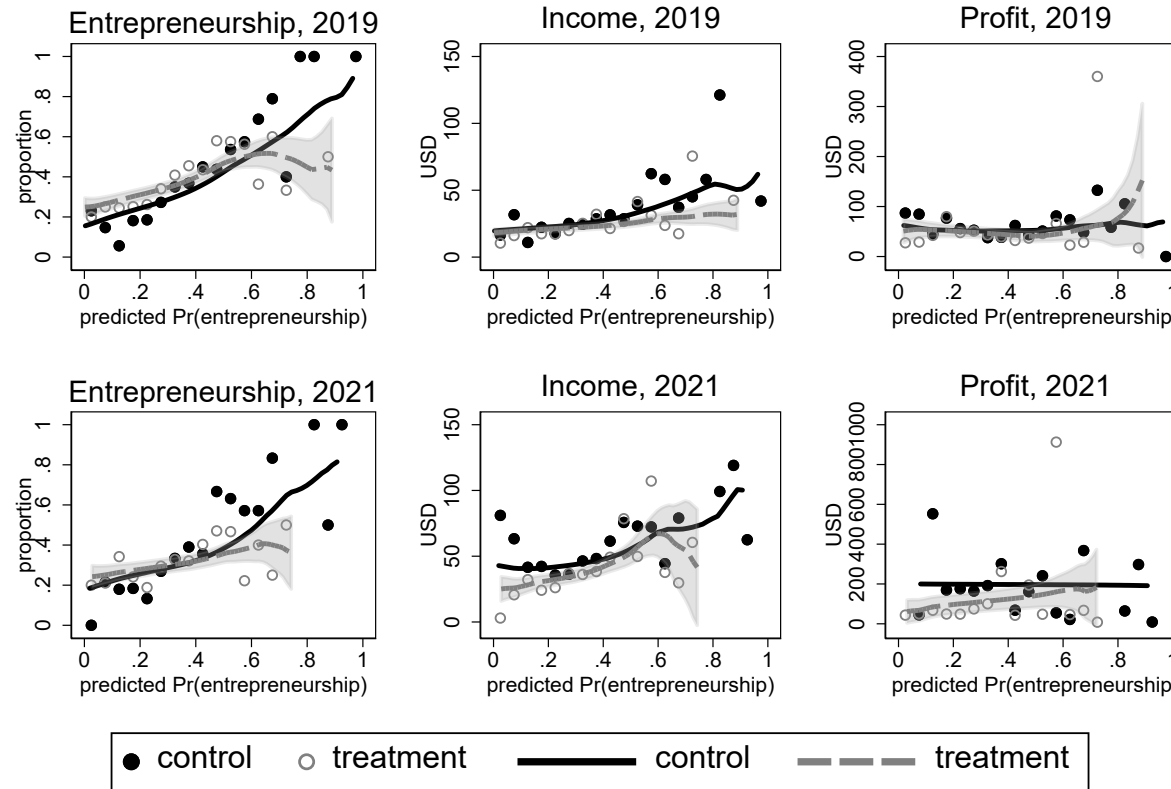 Entrepreneurship, 2019
proportion
0 .2 .4 .6 .8 1
0 .2 .4 .6 .8 1
predicted Pr(entrepreneurship)
Income, 2019
USD
0 50 100 150
0 .2 .4 .6 .8 1
predicted Pr(entrepreneurship)
Profit, 2019
USD
0 100 200 300 400
0 .2 .4 .6 .8 1
predicted Pr(entrepreneurship)
Entrepreneurship, 2021
proportion
0 .2 .4 .6 .8 1
0 .2 .4 .6 .8 1
predicted Pr(entrepreneurship)
Income, 2021
USD
0 50 100 150
0 .2 .4 .6 .8 1
predicted Pr(entrepreneurship)
Profit, 2021
USD
0 200 400 600 800 1000
0 .2 .4 .6 .8 1
predicted Pr(entrepreneurship)
control treatment control treatment